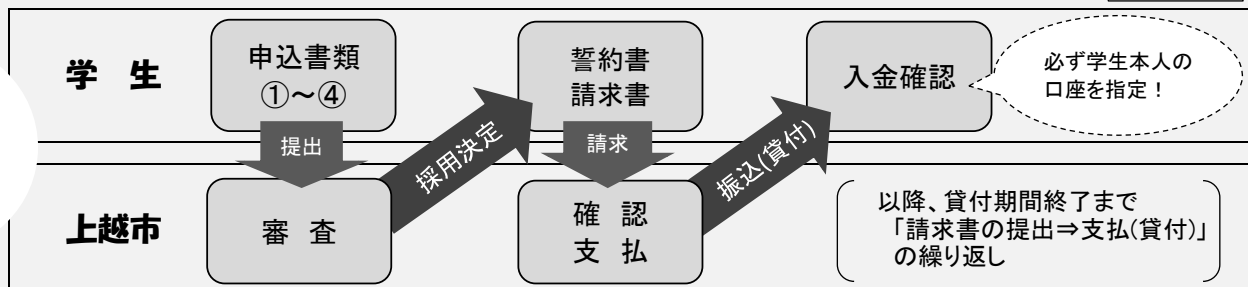 学 生
申込書類
①～④
誓約書
請求書
入金確認
必ず学生本人の
口座を指定！
提出
採用決定
請求
振込(貸付)
上越市
審 査
確 認
支 払
以降、貸付期間終了まで
「請求書の提出⇒支払(貸付)」
の繰り返し